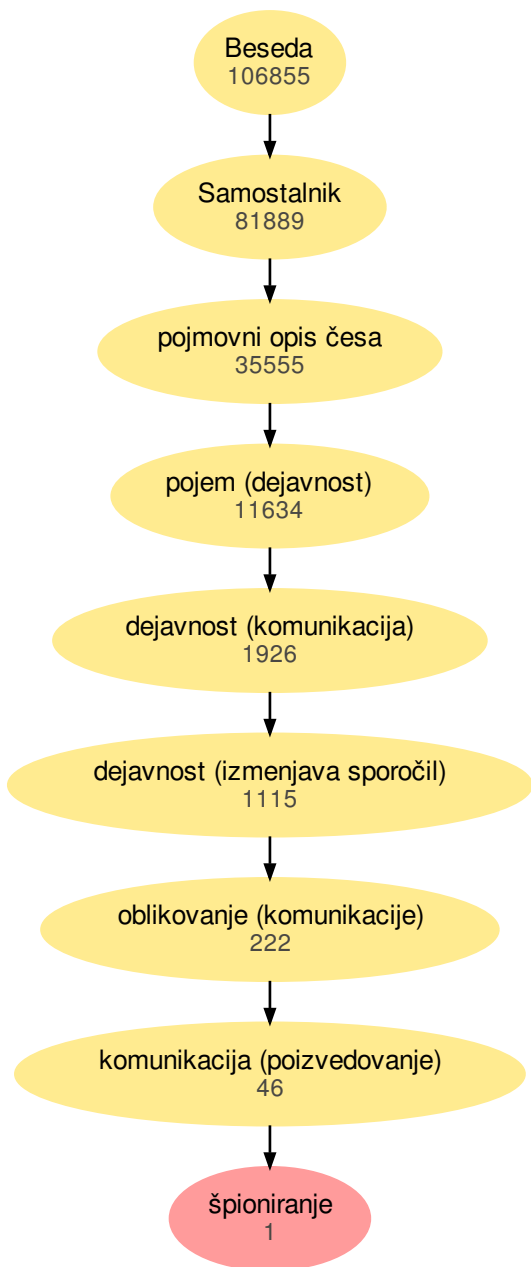 Beseda
106855
Samostalnik
81889
pojmovni opis česa
35555
pojem (dejavnost)
11634
dejavnost (komunikacija)
1926
dejavnost (izmenjava sporočil)
1115
oblikovanje (komunikacije)
222
komunikacija (poizvedovanje)
46
špioniranje
1